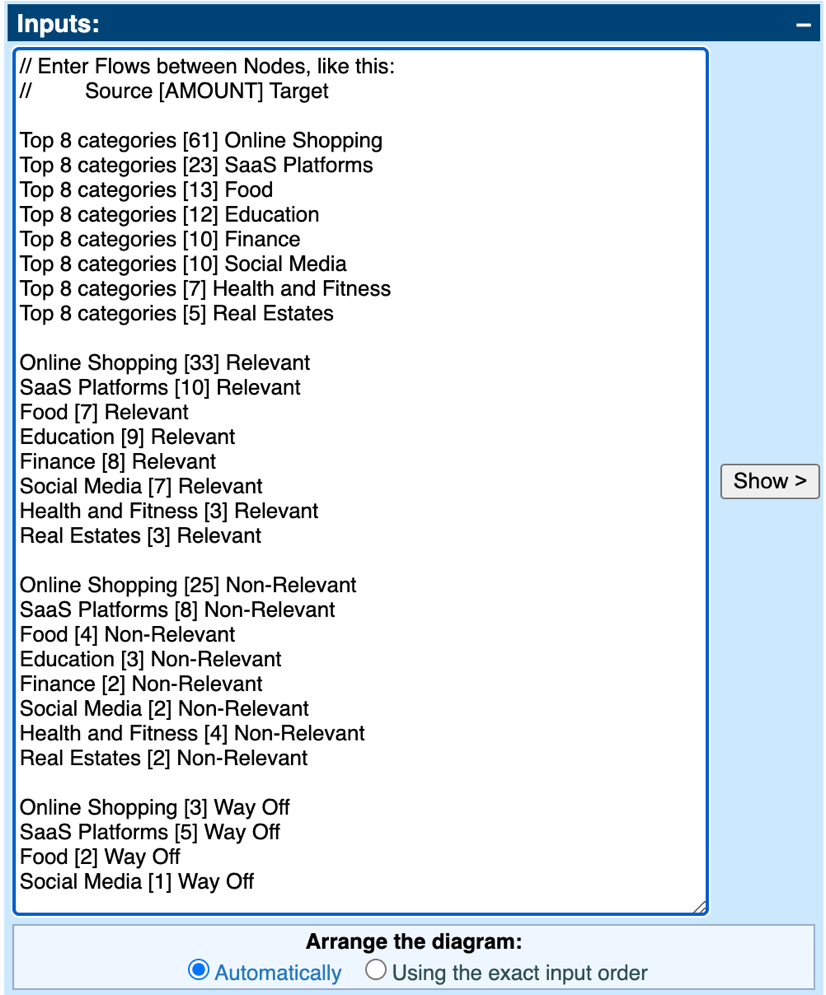 Inputs:
// Enter Flows between Nodes, like this:
// Source [AMOUNT] Target
Top 8 categories [61] Online Shopping
Top 8 categories [23] SaaS Platforms
Top 8 categories [13] Food
Top 8 categories [12] Education
Top 8 categories [10] Finance
Top 8 categories [10] Social Media
Top 8 categories [7] Health and Fitness
Top 8 categories [5] Real Estates
Online Shopping [33] Relevant
SaaS Platforms [10] Relevant
Food [7] Relevant
Education [9] Relevant
Finance [8] Relevant
Social Media [7] Relevant
Health and Fitness [3] Relevant
Real Estates [3] Relevant
Online Shopping [25] Non-Relevant
SaaS Platforms [8] Non-Relevant
Food [4] Non-Relevant
Education [3] Non-Relevant
Finance [2] Non-Relevant
Social Media [2] Non-Relevant
Health and Fitness [4] Non-Relevant
Real Estates [2] Non-Relevant
Online Shopping [3] Way Off
SaaS Platforms [5] Way Off
Food [2] Way Off
Social Media [1] Way Off
Show >
Arrange the diagram:
Automatically Using the exact input order